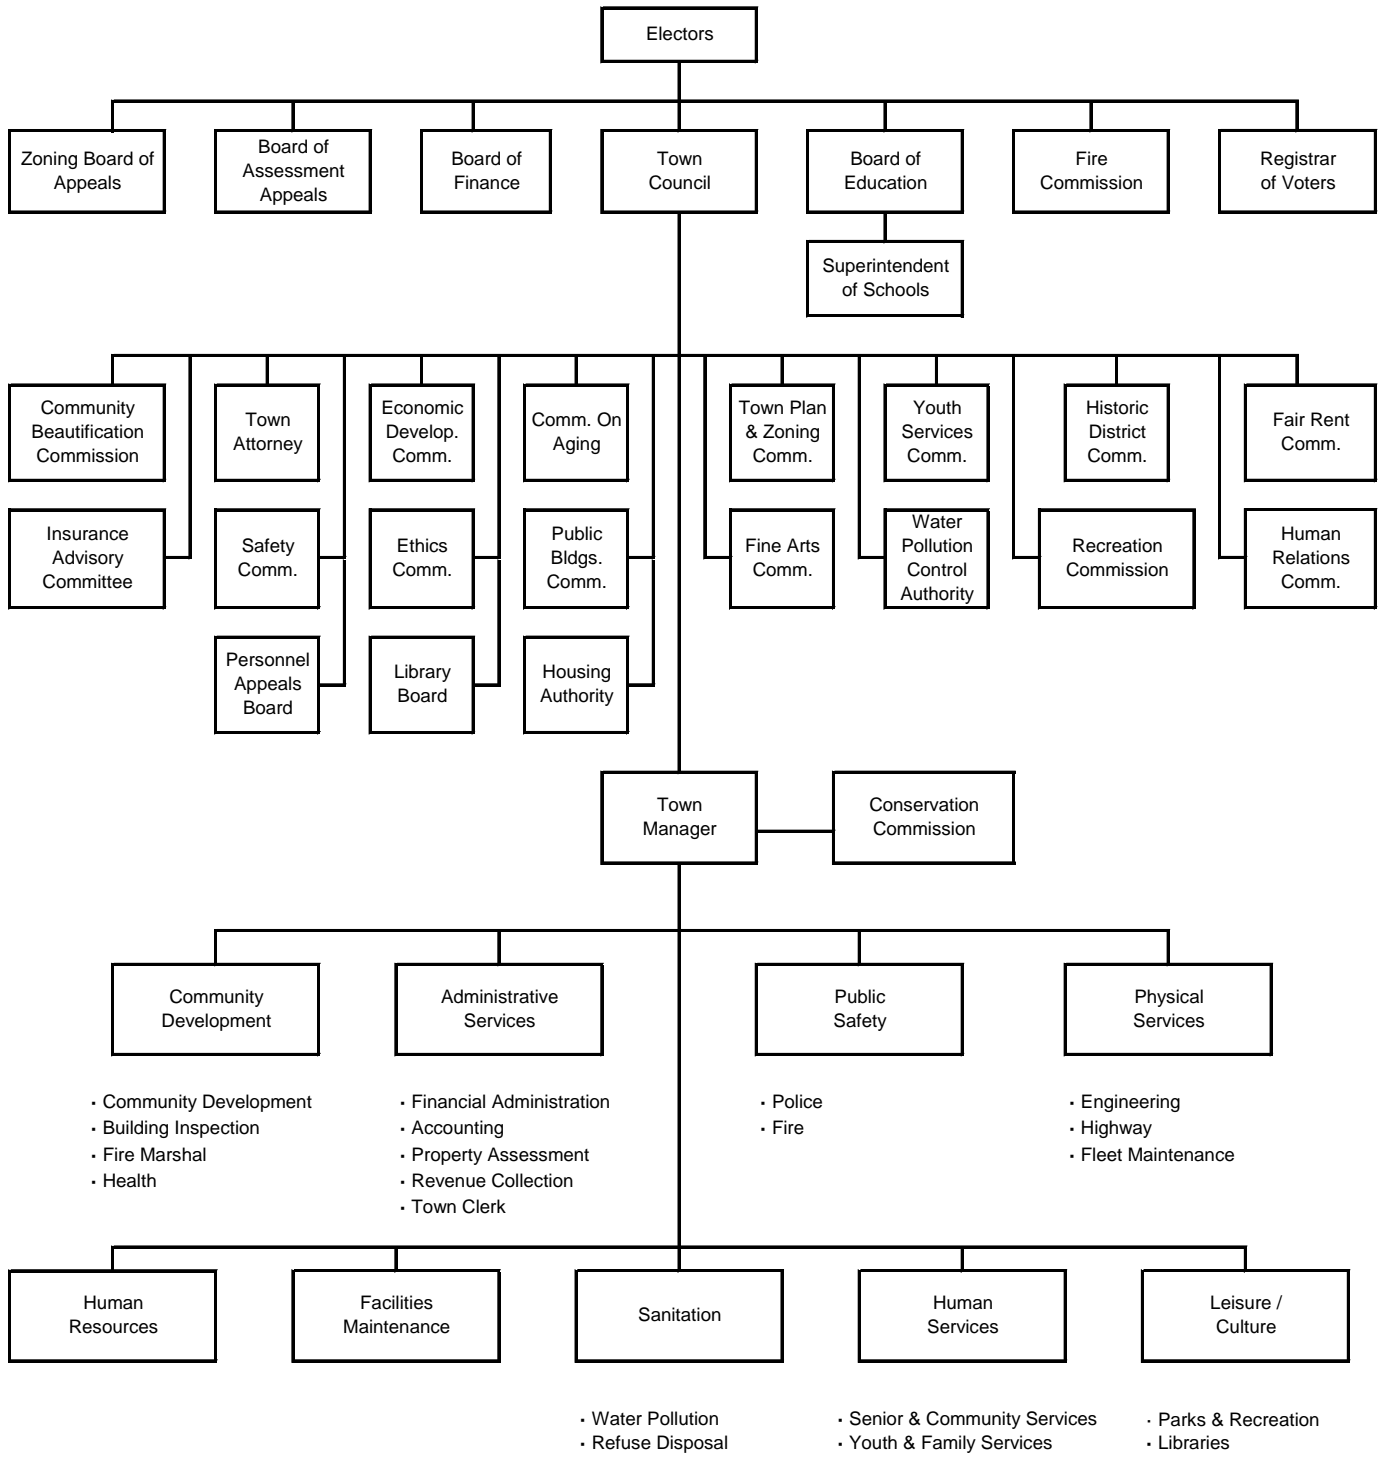 Electors
Zoning Board of
Appeals
Board of
Assessment
Appeals
Board of
Finance
Town
Council
Board of
Education
Fire
Commission
Registrar
of Voters
Superintendent
of Schools
Community
Beautification
Commission
Town
Attorney
Economic
Develop.
Comm.
Comm. On
Aging
Town Plan
& Zoning
Comm.
Youth
Services
Comm.
Historic
District
Comm.
Fair Rent
Comm.
Insurance
Advisory
Committee
Safety
Comm.
Ethics
Comm.
Public
Bldgs.
Comm.
Fine Arts
Comm.
Water
Pollution
Control
Authority
Recreation
Commission
Human
Relations
Comm.
Personnel
Appeals
Board
Library
Board
Housing
Authority
Town
Manager
Conservation
Commission
Community
Development
Administrative
Services
Public
Safety
Physical
Services
· Community Development
· Building Inspection
· Fire Marshal
· Health
· Financial Administration
· Accounting
· Property Assessment
· Revenue Collection
· Town Clerk
· Police
· Fire
· Engineering
· Highway
· Fleet Maintenance
Human
Resources
Facilities
Maintenance
Sanitation
Human
Services
Leisure /
Culture
· Water Pollution
· Refuse Disposal
· Senior & Community Services
· Youth & Family Services
· Parks & Recreation
· Libraries